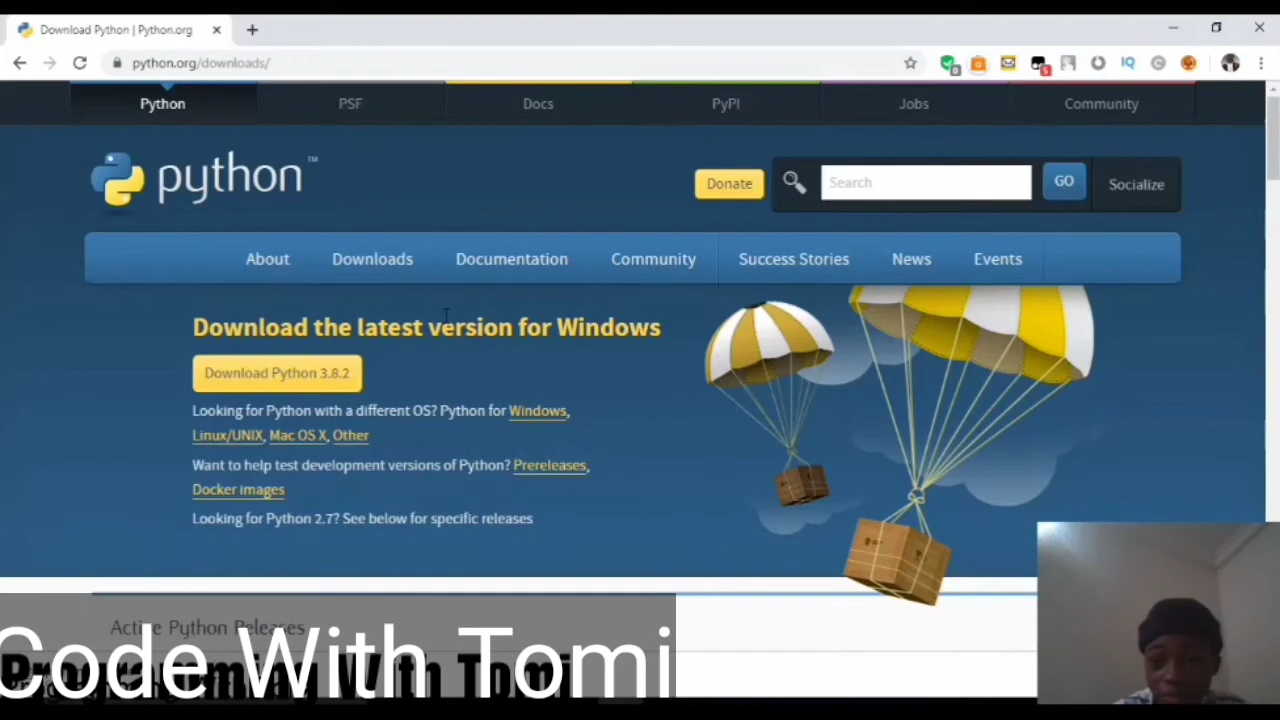 Download Python | Python.org
python.org/downloads/
Python PSF Docs PyPI Jobs Community
python™
Donate
Search
GO
Socialize
About Downloads Documentation Community Success Stories News Events
Download the latest version for Windows
Download Python 3.8.2
Looking for Python with a different OS? Python for Windows,
Linux/UNIX, Mac OS X, Other
Want to help test development versions of Python? Prereleases,
Docker images
Looking for Python 2.7? See below for specific releases
Active Python Releases
Code With Tomi
Programming With Tomi